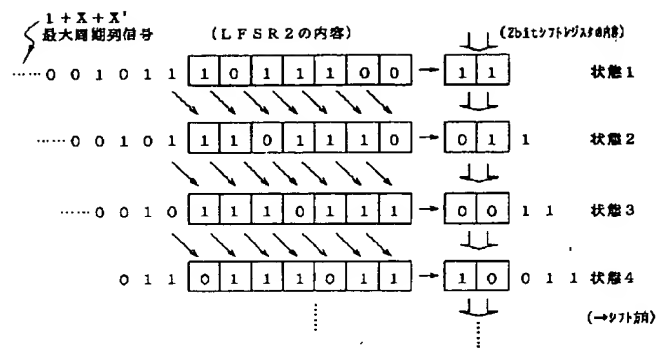 1+X+X⁷
最大周期列信号
(LFSR2の内容)
(2bitシフトレジスタの内容)
……0 0 1 0 1 1 1 0 1 1 1 0 0 → 1 1 状態1
……0 0 1 0 1 1 1 0 1 1 1 0 → 0 1 1 状態2
……0 0 1 0 1 1 1 0 1 1 1 → 0 0 1 1 状態3
0 1 1 0 1 1 1 0 1 1 → 1 0 0 1 1 状態4
(→シフト方向)